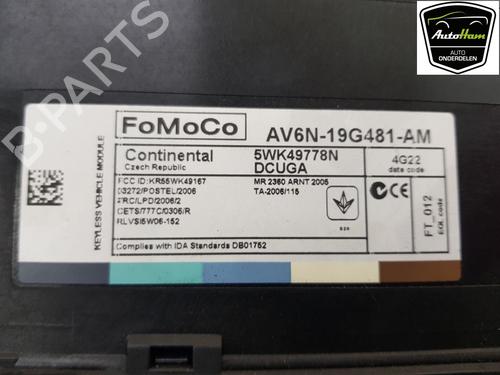 AutoHam
AUTO
ONDERDELEN
B-PARTS
FoMoCo
AV6N-19G481-AM
KEYLESS VEHICLE MODULE
Continental
Czech Republic
5WK49778N
DCUGA
4G22
date code
FCC ID:KR55WK49167
03272/POSTEL/2006
TRC/LPD/2006/2
CETS/777C/0306/R
RLVSI5W06-152
MR 2360 ARNT 2005
TA-2006/115
FT_012
EOL code
Complies with IDA Standards DB01752